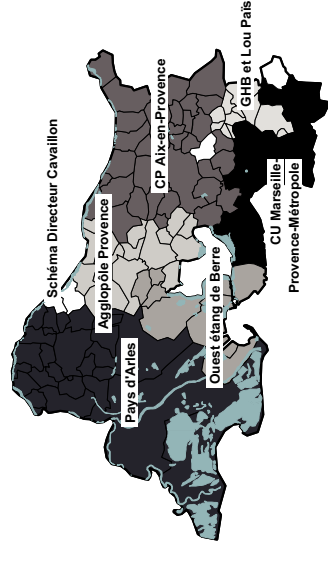 Schéma Directeur Cavaillon
Agglopôle Provence
Pays d'Arles
CP Aix-en-Provence
Ouest étang de Berre
GHB et Lou Païs
CU Marseille-
Provence-Métropole